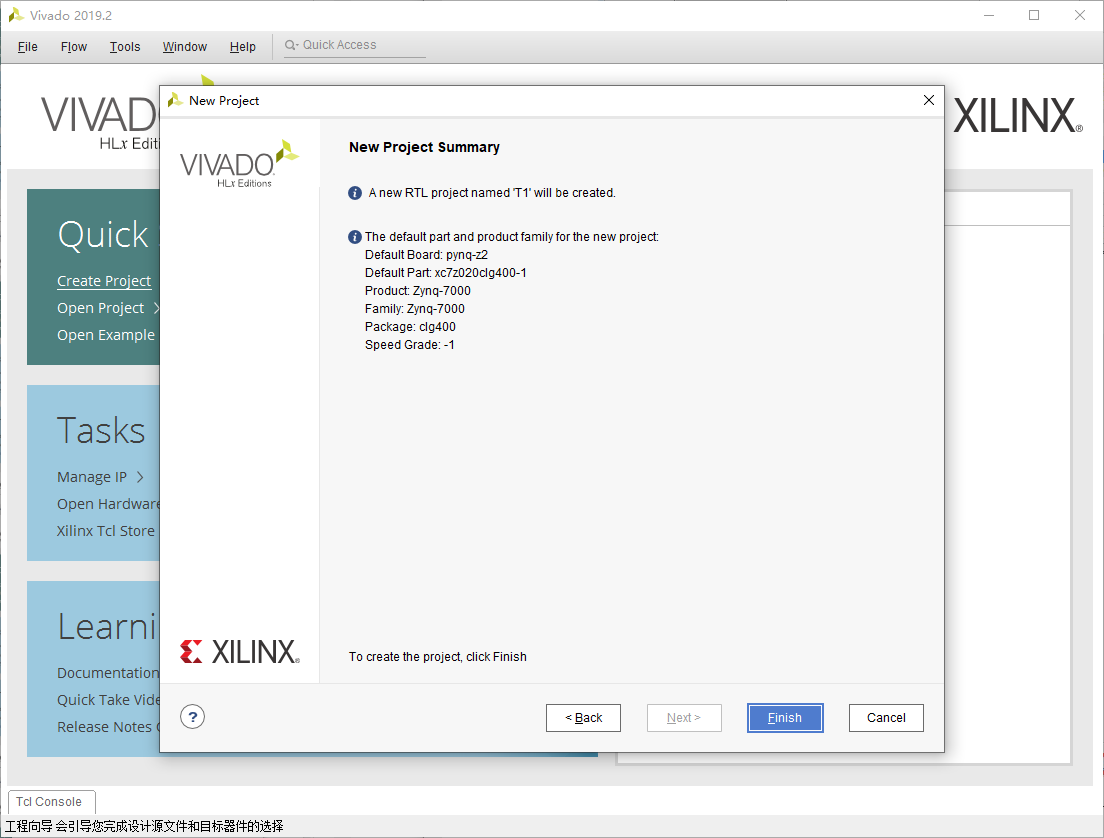 Vivado 2019.2
File Flow Tools Window Help Quick Access
VIVADO
HLx Editi
XILINX®
New Project
VIVADO
HLx Editions
New Project Summary
A new RTL project named 'T1' will be created.
The default part and product family for the new project:
Default Board: pynq-z2
Default Part: xc7z020clg400-1
Product: Zynq-7000
Family: Zynq-7000
Package: clg400
Speed Grade: -1
Quick
Create Project
Open Project >
Open Example
Tasks
Manage IP >
Open Hardware
Xilinx Tcl Store
Learni
Documentation
Quick Take Vide
Release Notes
XILINX®
To create the project, click Finish
? < Back Next > Finish Cancel
Tcl Console
工程向导 会引导您完成设计源文件和目标器件的选择